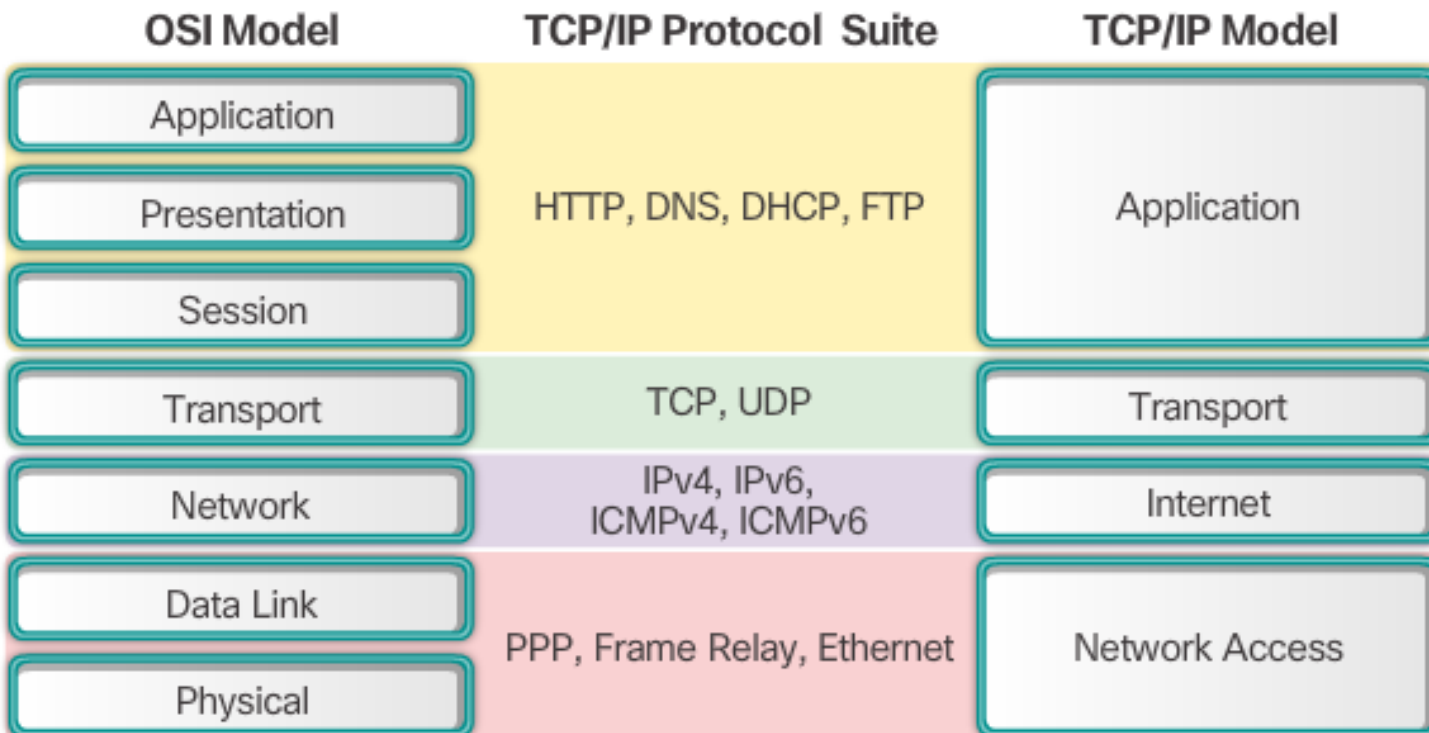 OSI Model
TCP/IP Protocol Suite
TCP/IP Model
Application
Presentation
Session
HTTP, DNS, DHCP, FTP
Application
Transport
TCP, UDP
Transport
Network
IPv4, IPv6,
ICMPv4, ICMPv6
Internet
Data Link
Physical
PPP, Frame Relay, Ethernet
Network Access